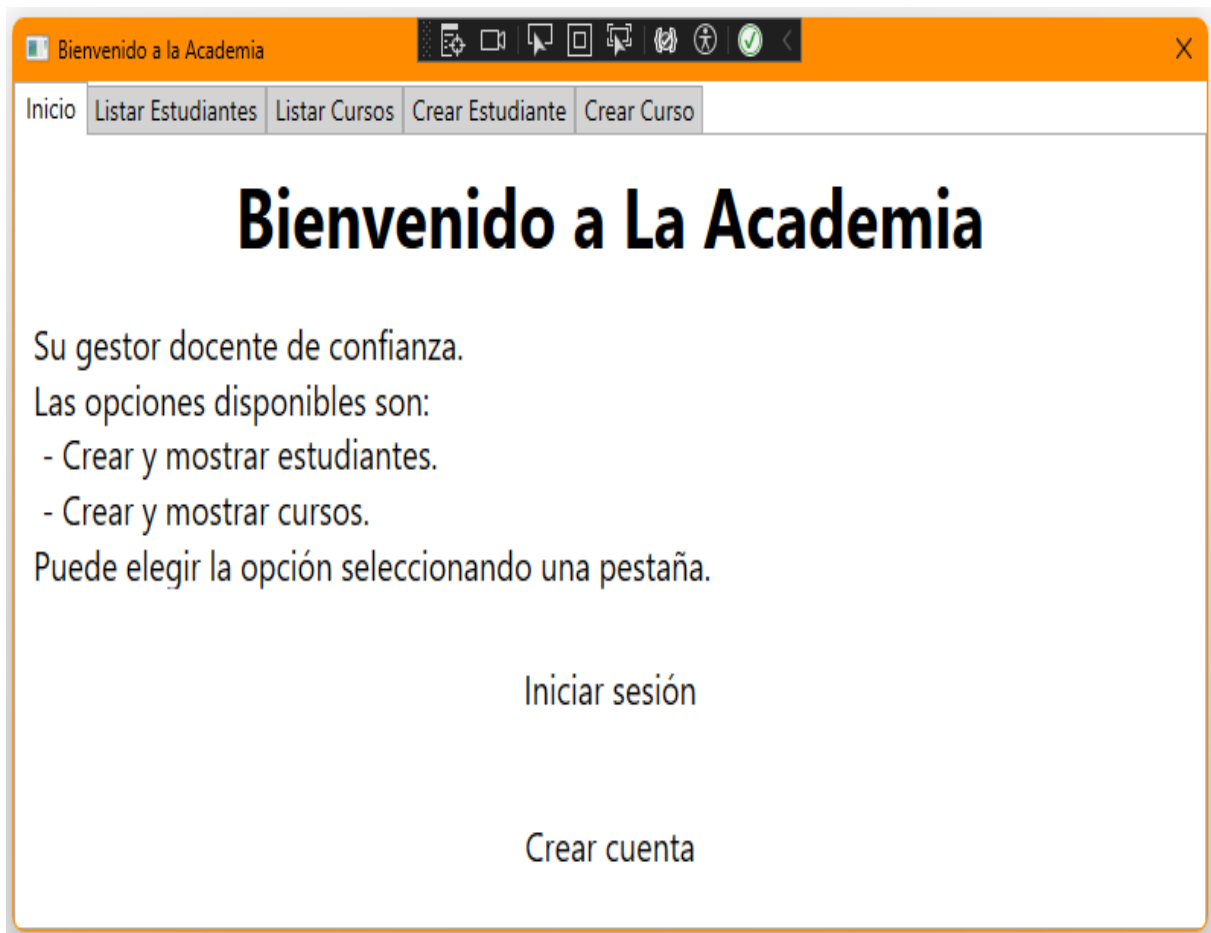 Bienvenido a la Academia
Inicio Listar Estudiantes Listar Cursos Crear Estudiante Crear Curso
Bienvenido a La Academia
Su gestor docente de confianza.
Las opciones disponibles son:
- Crear y mostrar estudiantes.
- Crear y mostrar cursos.
Puede elegir la opción seleccionando una pestaña.
Iniciar sesión
Crear cuenta